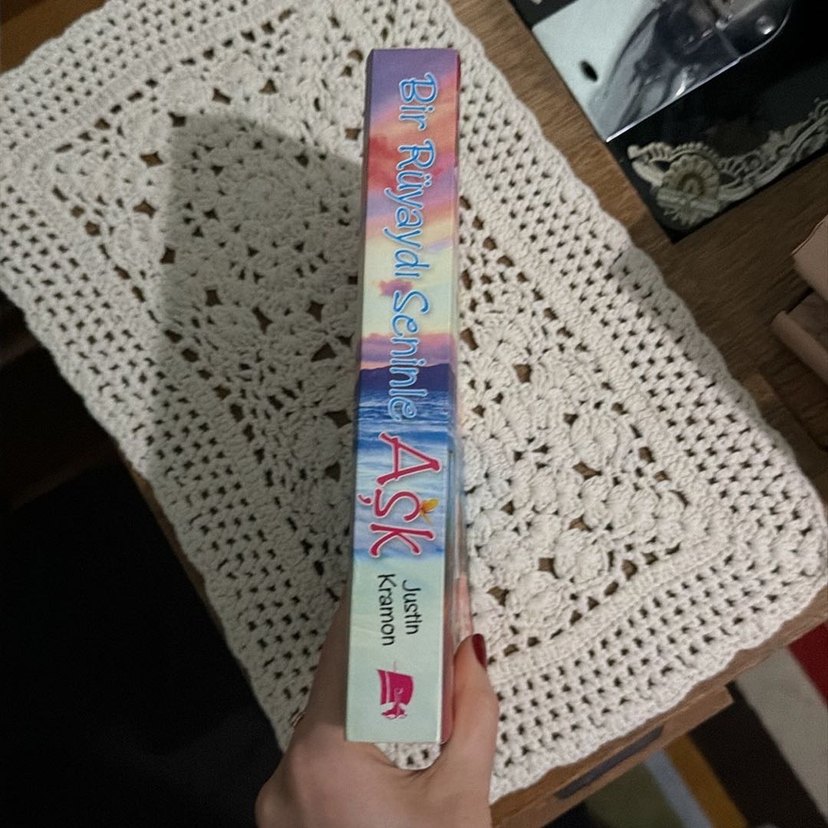 Bir Rüyaydı Seninle
Aşk
Justin
Kramon